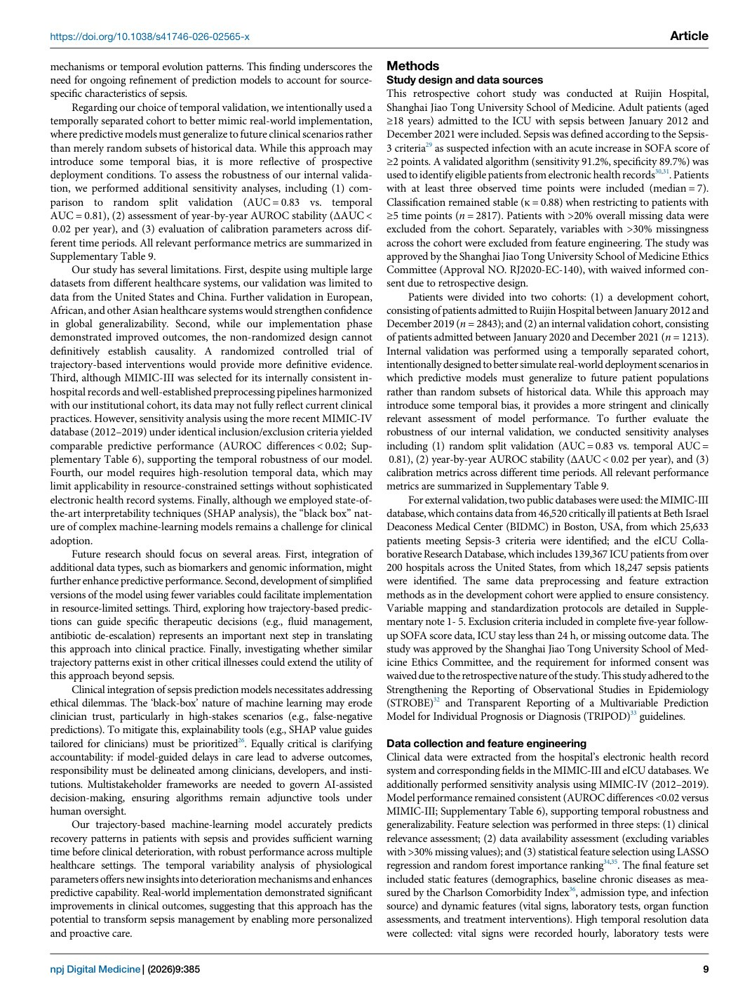 https://doi.org/10.1038/s41746-026-02565-x
Article
mechanisms or temporal evolution patterns. This finding underscores the
need for ongoing refinement of prediction models to account for source-
specific characteristics of sepsis.
Regarding our choice of temporal validation, we intentionally used a
temporally separated cohort to better mimic real-world implementation,
where predictive models must generalize to future clinical scenarios rather
than merely random subsets of historical data. While this approach may
introduce some temporal bias, it is more reflective of prospective
deployment conditions. To assess the robustness of our internal valida-
tion, we performed additional sensitivity analyses, including (1) com-
parison to random split validation (AUC = 0.83 vs. temporal
AUC = 0.81), (2) assessment of year-by-year AUROC stability (ΔAUC <
0.02 per year), and (3) evaluation of calibration parameters across dif-
ferent time periods. All relevant performance metrics are summarized in
Supplementary Table 9.
Our study has several limitations. First, despite using multiple large
datasets from different healthcare systems, our validation was limited to
data from the United States and China. Further validation in European,
African, and other Asian healthcare systems would strengthen confidence
in global generalizability. Second, while our implementation phase
demonstrated improved outcomes, the non-randomized design cannot
definitively establish causality. A randomized controlled trial of
trajectory-based interventions would provide more definitive evidence.
Third, although MIMIC-III was selected for its internally consistent in-
hospital records and well-established preprocessing pipelines harmonized
with our institutional cohort, its data may not fully reflect current clinical
practices. However, sensitivity analysis using the more recent MIMIC-IV
database (2012–2019) under identical inclusion/exclusion criteria yielded
comparable predictive performance (AUROC differences < 0.02; Sup-
plementary Table 6), supporting the temporal robustness of our model.
Fourth, our model requires high-resolution temporal data, which may
limit applicability in resource-constrained settings without sophisticated
electronic health record systems. Finally, although we employed state-of-
the-art interpretability techniques (SHAP analysis), the “black box” nat-
ure of complex machine-learning models remains a challenge for clinical
adoption.
Future research should focus on several areas. First, integration of
additional data types, such as biomarkers and genomic information, might
further enhance predictive performance. Second, development of simplified
versions of the model using fewer variables could facilitate implementation
in resource-limited settings. Third, exploring how trajectory-based predic-
tions can guide specific therapeutic decisions (e.g., fluid management,
antibiotic de-escalation) represents an important next step in translating
this approach into clinical practice. Finally, investigating whether similar
trajectory patterns exist in other critical illnesses could extend the utility of
this approach beyond sepsis.
Clinical integration of sepsis prediction models necessitates addressing
ethical dilemmas. The ‘black-box’ nature of machine learning may erode
clinician trust, particularly in high-stakes scenarios (e.g., false-negative
predictions). To mitigate this, explainability tools (e.g., SHAP value guides
tailored for clinicians) must be prioritized26. Equally critical is clarifying
accountability: if model-guided delays in care lead to adverse outcomes,
responsibility must be delineated among clinicians, developers, and insti-
tutions. Multistakeholder frameworks are needed to govern AI-assisted
decision-making, ensuring algorithms remain adjunctive tools under
human oversight.
Our trajectory-based machine-learning model accurately predicts
recovery patterns in patients with sepsis and provides sufficient warning
time before clinical deterioration, with robust performance across multiple
healthcare settings. The temporal variability analysis of physiological
parameters offers new insights into deterioration mechanisms and enhances
predictive capability. Real-world implementation demonstrated significant
improvements in clinical outcomes, suggesting that this approach has the
potential to transform sepsis management by enabling more personalized
and proactive care.
Methods
Study design and data sources
This retrospective cohort study was conducted at Ruijin Hospital,
Shanghai Jiao Tong University School of Medicine. Adult patients (aged
≥18 years) admitted to the ICU with sepsis between January 2012 and
December 2021 were included. Sepsis was defined according to the Sepsis-
3 criteria29 as suspected infection with an acute increase in SOFA score of
≥2 points. A validated algorithm (sensitivity 91.2%, specificity 89.7%) was
used to identify eligible patients from electronic health records30,31. Patients
with at least three observed time points were included (median = 7).
Classification remained stable (κ = 0.88) when restricting to patients with
≥5 time points (n = 2817). Patients with >20% overall missing data were
excluded from the cohort. Separately, variables with >30% missingness
across the cohort were excluded from feature engineering. The study was
approved by the Shanghai Jiao Tong University School of Medicine Ethics
Committee (Approval NO. RJ2020-EC-140), with waived informed con-
sent due to retrospective design.
Patients were divided into two cohorts: (1) a development cohort,
consisting of patients admitted to Ruijin Hospital between January 2012 and
December 2019 (n = 2843); and (2) an internal validation cohort, consisting
of patients admitted between January 2020 and December 2021 (n = 1213).
Internal validation was performed using a temporally separated cohort,
intentionally designed to better simulate real-world deployment scenarios in
which predictive models must generalize to future patient populations
rather than random subsets of historical data. While this approach may
introduce some temporal bias, it provides a more stringent and clinically
relevant assessment of model performance. To further evaluate the
robustness of our internal validation, we conducted sensitivity analyses
including (1) random split validation (AUC = 0.83 vs. temporal AUC =
0.81), (2) year-by-year AUROC stability (ΔAUC < 0.02 per year), and (3)
calibration metrics across different time periods. All relevant performance
metrics are summarized in Supplementary Table 9.
For external validation, two public databases were used: the MIMIC-III
database, which contains data from 46,520 critically ill patients at Beth Israel
Deaconess Medical Center (BIDMC) in Boston, USA, from which 25,633
patients meeting Sepsis-3 criteria were identified; and the eICU Colla-
borative Research Database, which includes 139,367 ICU patients from over
200 hospitals across the United States, from which 18,247 sepsis patients
were identified. The same data preprocessing and feature extraction
methods as in the development cohort were applied to ensure consistency.
Variable mapping and standardization protocols are detailed in Supple-
mentary note 1- 5. Exclusion criteria included in complete five-year follow-
up SOFA score data, ICU stay less than 24 h, or missing outcome data. The
study was approved by the Shanghai Jiao Tong University School of Med-
icine Ethics Committee, and the requirement for informed consent was
waived due to the retrospective nature of the study. This study adhered to the
Strengthening the Reporting of Observational Studies in Epidemiology
(STROBE)32 and Transparent Reporting of a Multivariable Prediction
Model for Individual Prognosis or Diagnosis (TRIPOD)33 guidelines.
Data collection and feature engineering
Clinical data were extracted from the hospital’s electronic health record
system and corresponding fields in the MIMIC-III and eICU databases. We
additionally performed sensitivity analysis using MIMIC-IV (2012–2019).
Model performance remained consistent (AUROC differences <0.02 versus
MIMIC-III; Supplementary Table 6), supporting temporal robustness and
generalizability. Feature selection was performed in three steps: (1) clinical
relevance assessment; (2) data availability assessment (excluding variables
with >30% missing values); and (3) statistical feature selection using LASSO
regression and random forest importance ranking34,35. The final feature set
included static features (demographics, baseline chronic diseases as mea-
sured by the Charlson Comorbidity Index36, admission type, and infection
source) and dynamic features (vital signs, laboratory tests, organ function
assessments, and treatment interventions). High temporal resolution data
were collected: vital signs were recorded hourly, laboratory tests were
npj Digital Medicine | (2026)9:385
9